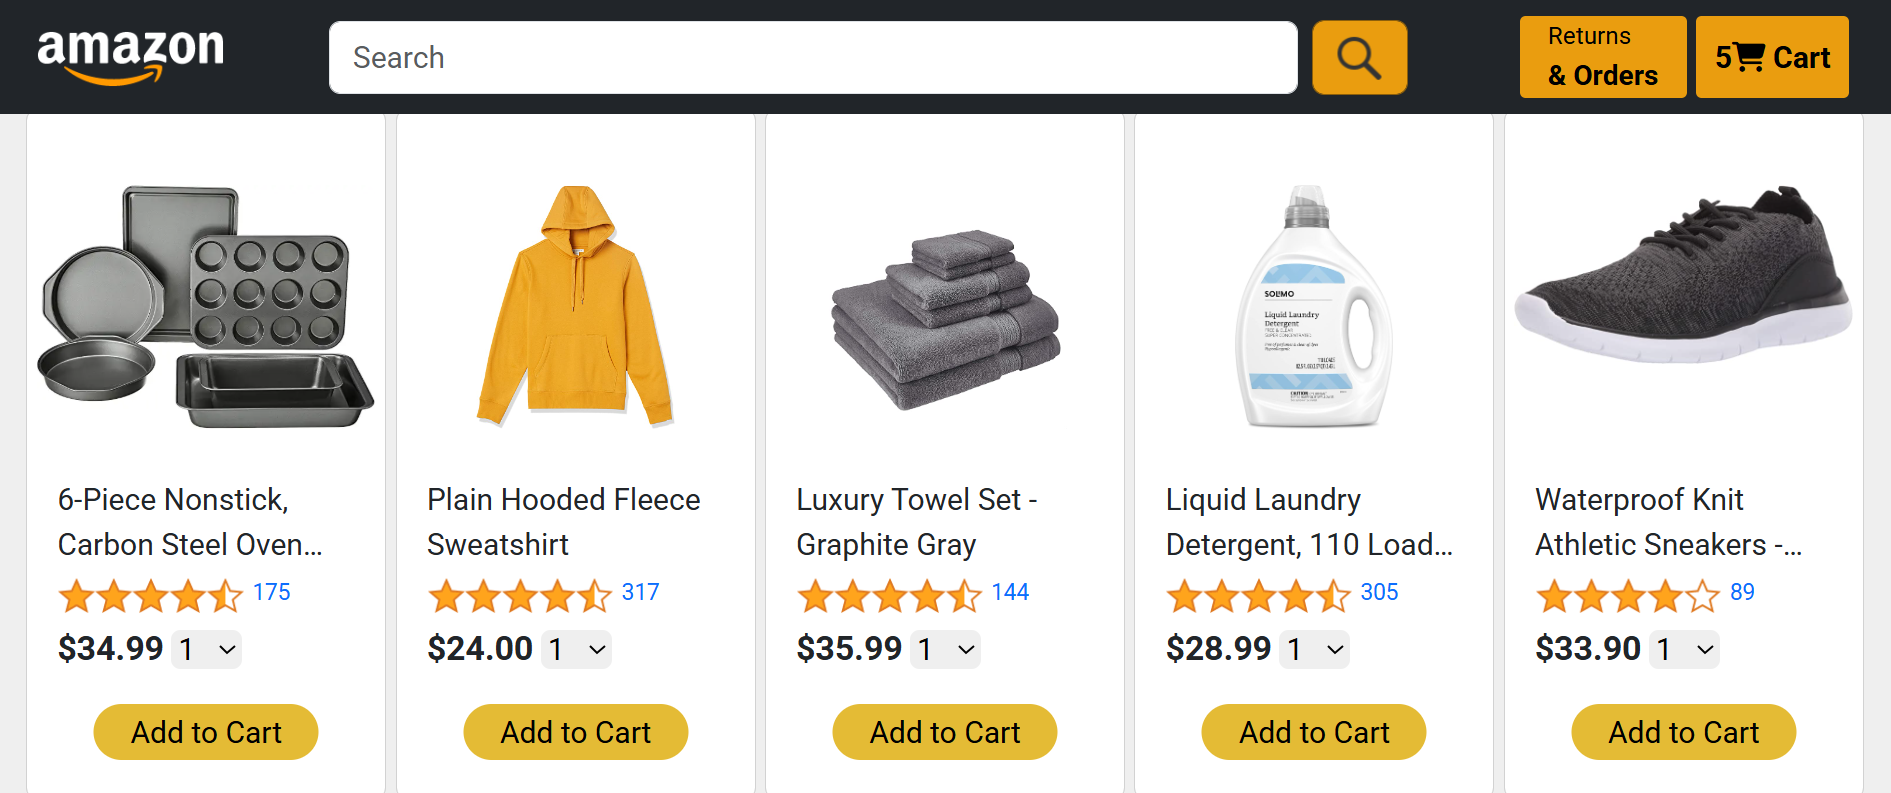 amazon
Search
Returns
& Orders
5 Cart
SOLIMO
Liquid Laundry
Detergent
6-Piece Nonstick,
Carbon Steel Oven...
175
$34.99 1
Add to Cart
Plain Hooded Fleece
Sweatshirt
317
$24.00 1
Add to Cart
Luxury Towel Set -
Graphite Gray
144
$35.99 1
Add to Cart
Liquid Laundry
Detergent, 110 Load...
305
$28.99 1
Add to Cart
Waterproof Knit
Athletic Sneakers -...
89
$33.90 1
Add to Cart